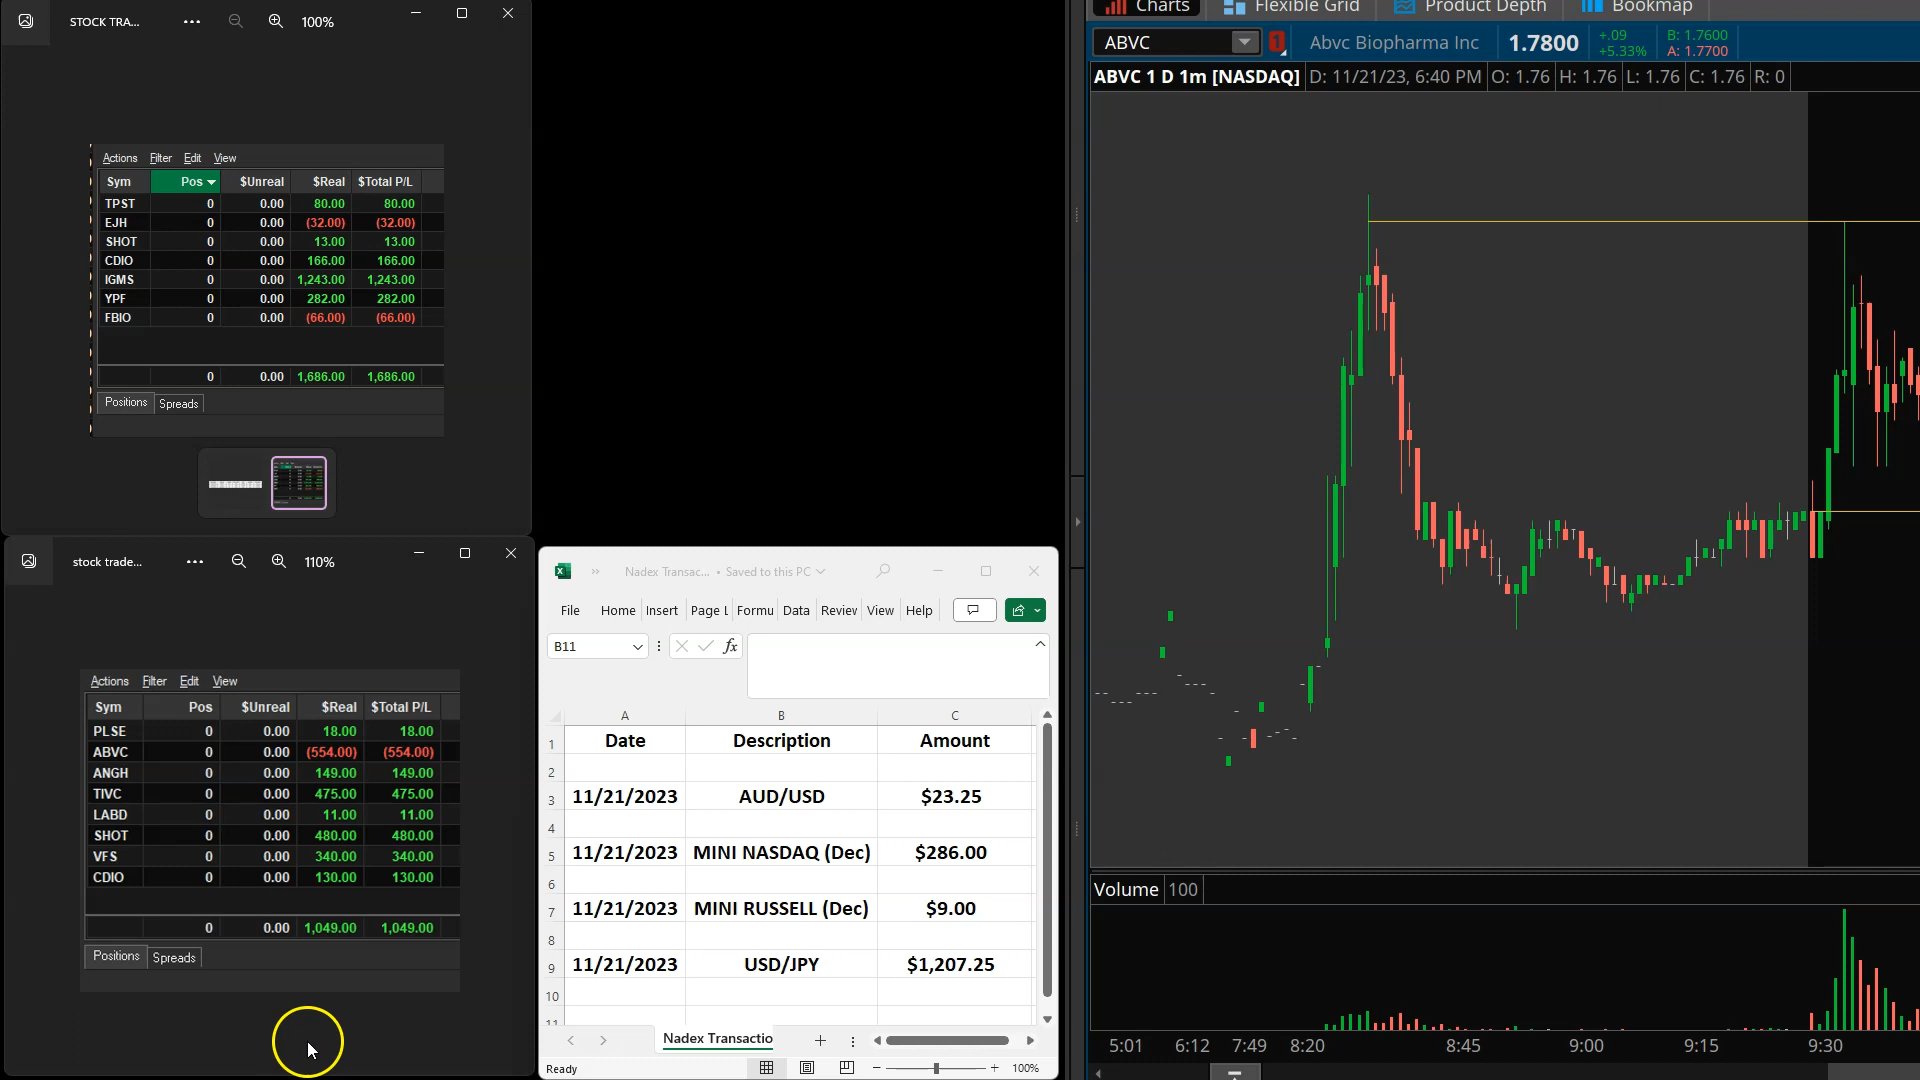 STOCK TRA...
100%
Actions Filter Edit View
Sym Pos $Unreal $Real $Total P/L
TPST 0 0.00 80.00 80.00
EJH 0 0.00 (32.00) (32.00)
SHOT 0 0.00 13.00 13.00
CDIO 0 0.00 166.00 166.00
IGMS 0 0.00 1,243.00 1,243.00
YPF 0 0.00 282.00 282.00
FBIO 0 0.00 (66.00) (66.00)
0 0.00 1,686.00 1,686.00
Positions Spreads
stock trade...
110%
Actions Filter Edit View
Sym Pos $Unreal $Real $Total P/L
PLSE 0 0.00 18.00 18.00
ABVC 0 0.00 (554.00) (554.00)
ANGH 0 0.00 149.00 149.00
TIVC 0 0.00 475.00 475.00
LABD 0 0.00 11.00 11.00
SHOT 0 0.00 480.00 480.00
VFS 0 0.00 340.00 340.00
CDIO 0 0.00 130.00 130.00
0 0.00 1,049.00 1,049.00
Positions Spreads
Nadex Transac... • Saved to this PC
File Home Insert Page L Formu Data Review View Help
B11
fx
A B C
1 Date Description Amount
2
3 11/21/2023 AUD/USD $23.25
4
5 11/21/2023 MINI NASDAQ (Dec) $286.00
6
7 11/21/2023 MINI RUSSELL (Dec) $9.00
8
9 11/21/2023 USD/JPY $1,207.25
10
11
Nadex Transactio
Ready
100%
Charts Flexible Grid Product Depth Bookmap
ABVC 1 Abvc Biopharma Inc 1.7800 +.09 B: 1.7600
+5.33% A: 1.7700
ABVC 1 D 1m [NASDAQ] D: 11/21/23, 6:40 PM O: 1.76 H: 1.76 L: 1.76 C: 1.76 R: 0
Volume 100
5:01 6:12 7:49 8:20 8:45 9:00 9:15 9:30